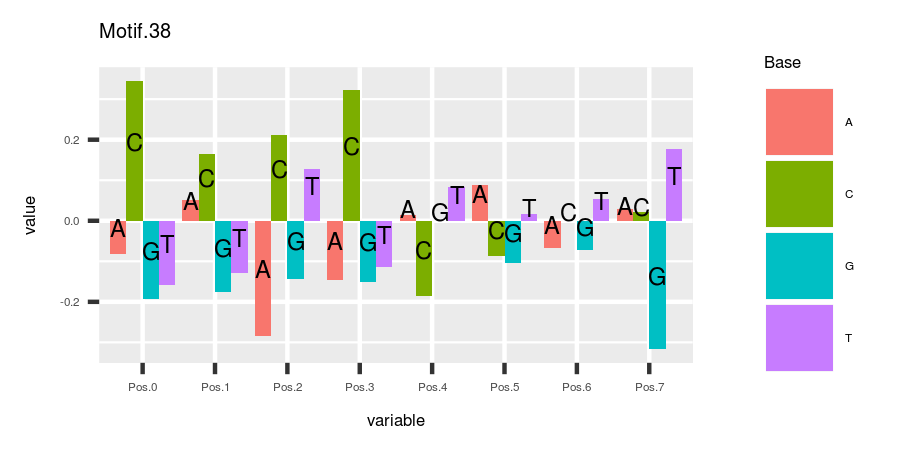 Motif.38
value
0.2
0.0
-0.2
A C G T A C G T A C G T A C G T A C G T A C G T A C G T A C G T
Pos.0 Pos.1 Pos.2 Pos.3 Pos.4 Pos.5 Pos.6 Pos.7
variable
Base
A
C
G
T